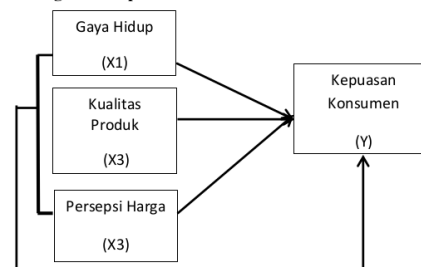 Gaya Hidup
(X1)
Kualitas
Produk
(X3)
Persepsi Harga
(X3)
Kepuasan
Konsumen
(Y)